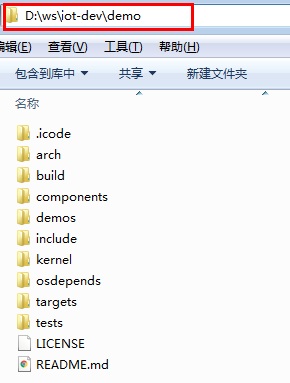 D:\ws\iot-dev\demo
编辑(E) 查看(V) 工具(T) 帮助(H)
包含到库中 共享 新建文件夹
名称
.icode
arch
build
components
demos
include
kernel
osdepends
targets
tests
LICENSE
README.md